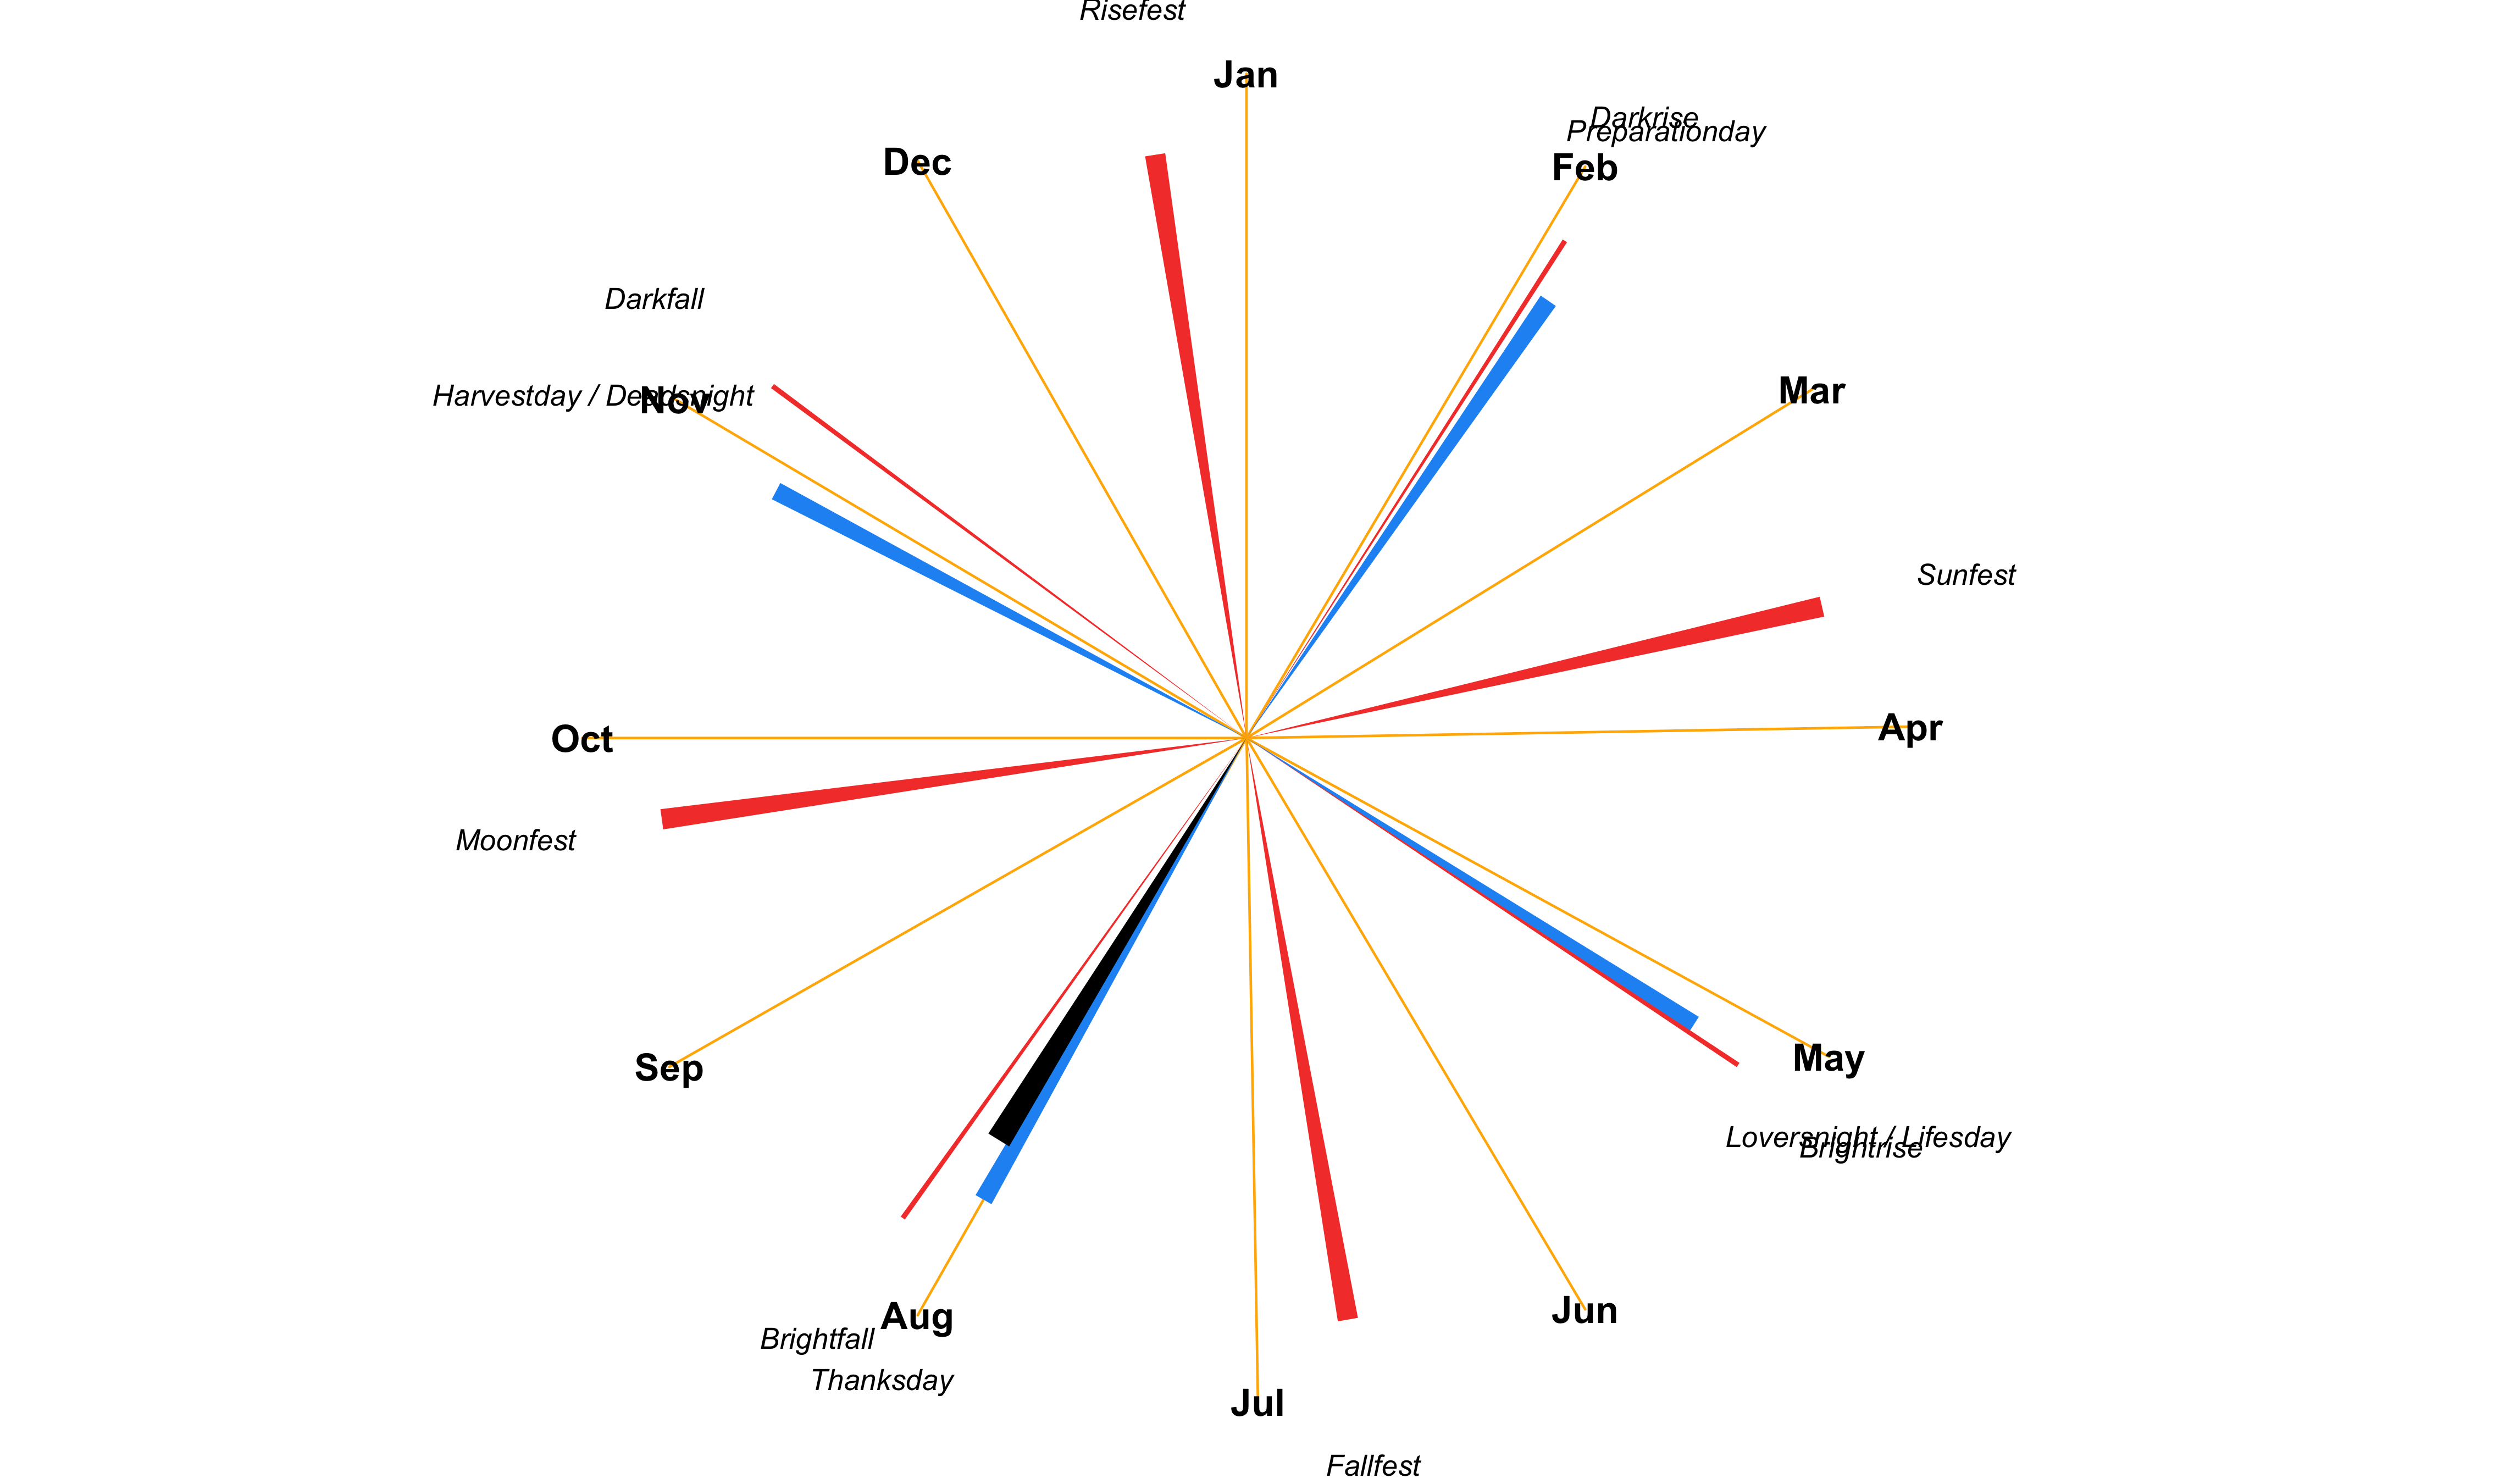 Risefest
Jan
Darkrise
Preparationday
Feb
Dec
Darkfall
Harvestday / Deadsnight
Nov
Mar
Sunfest
Apr
Oct
Moonfest
May
Loversnight / Lifesday
Brightrise
Sep
Jun
Aug
Brightfall
Thanksday
Jul
Fallfest